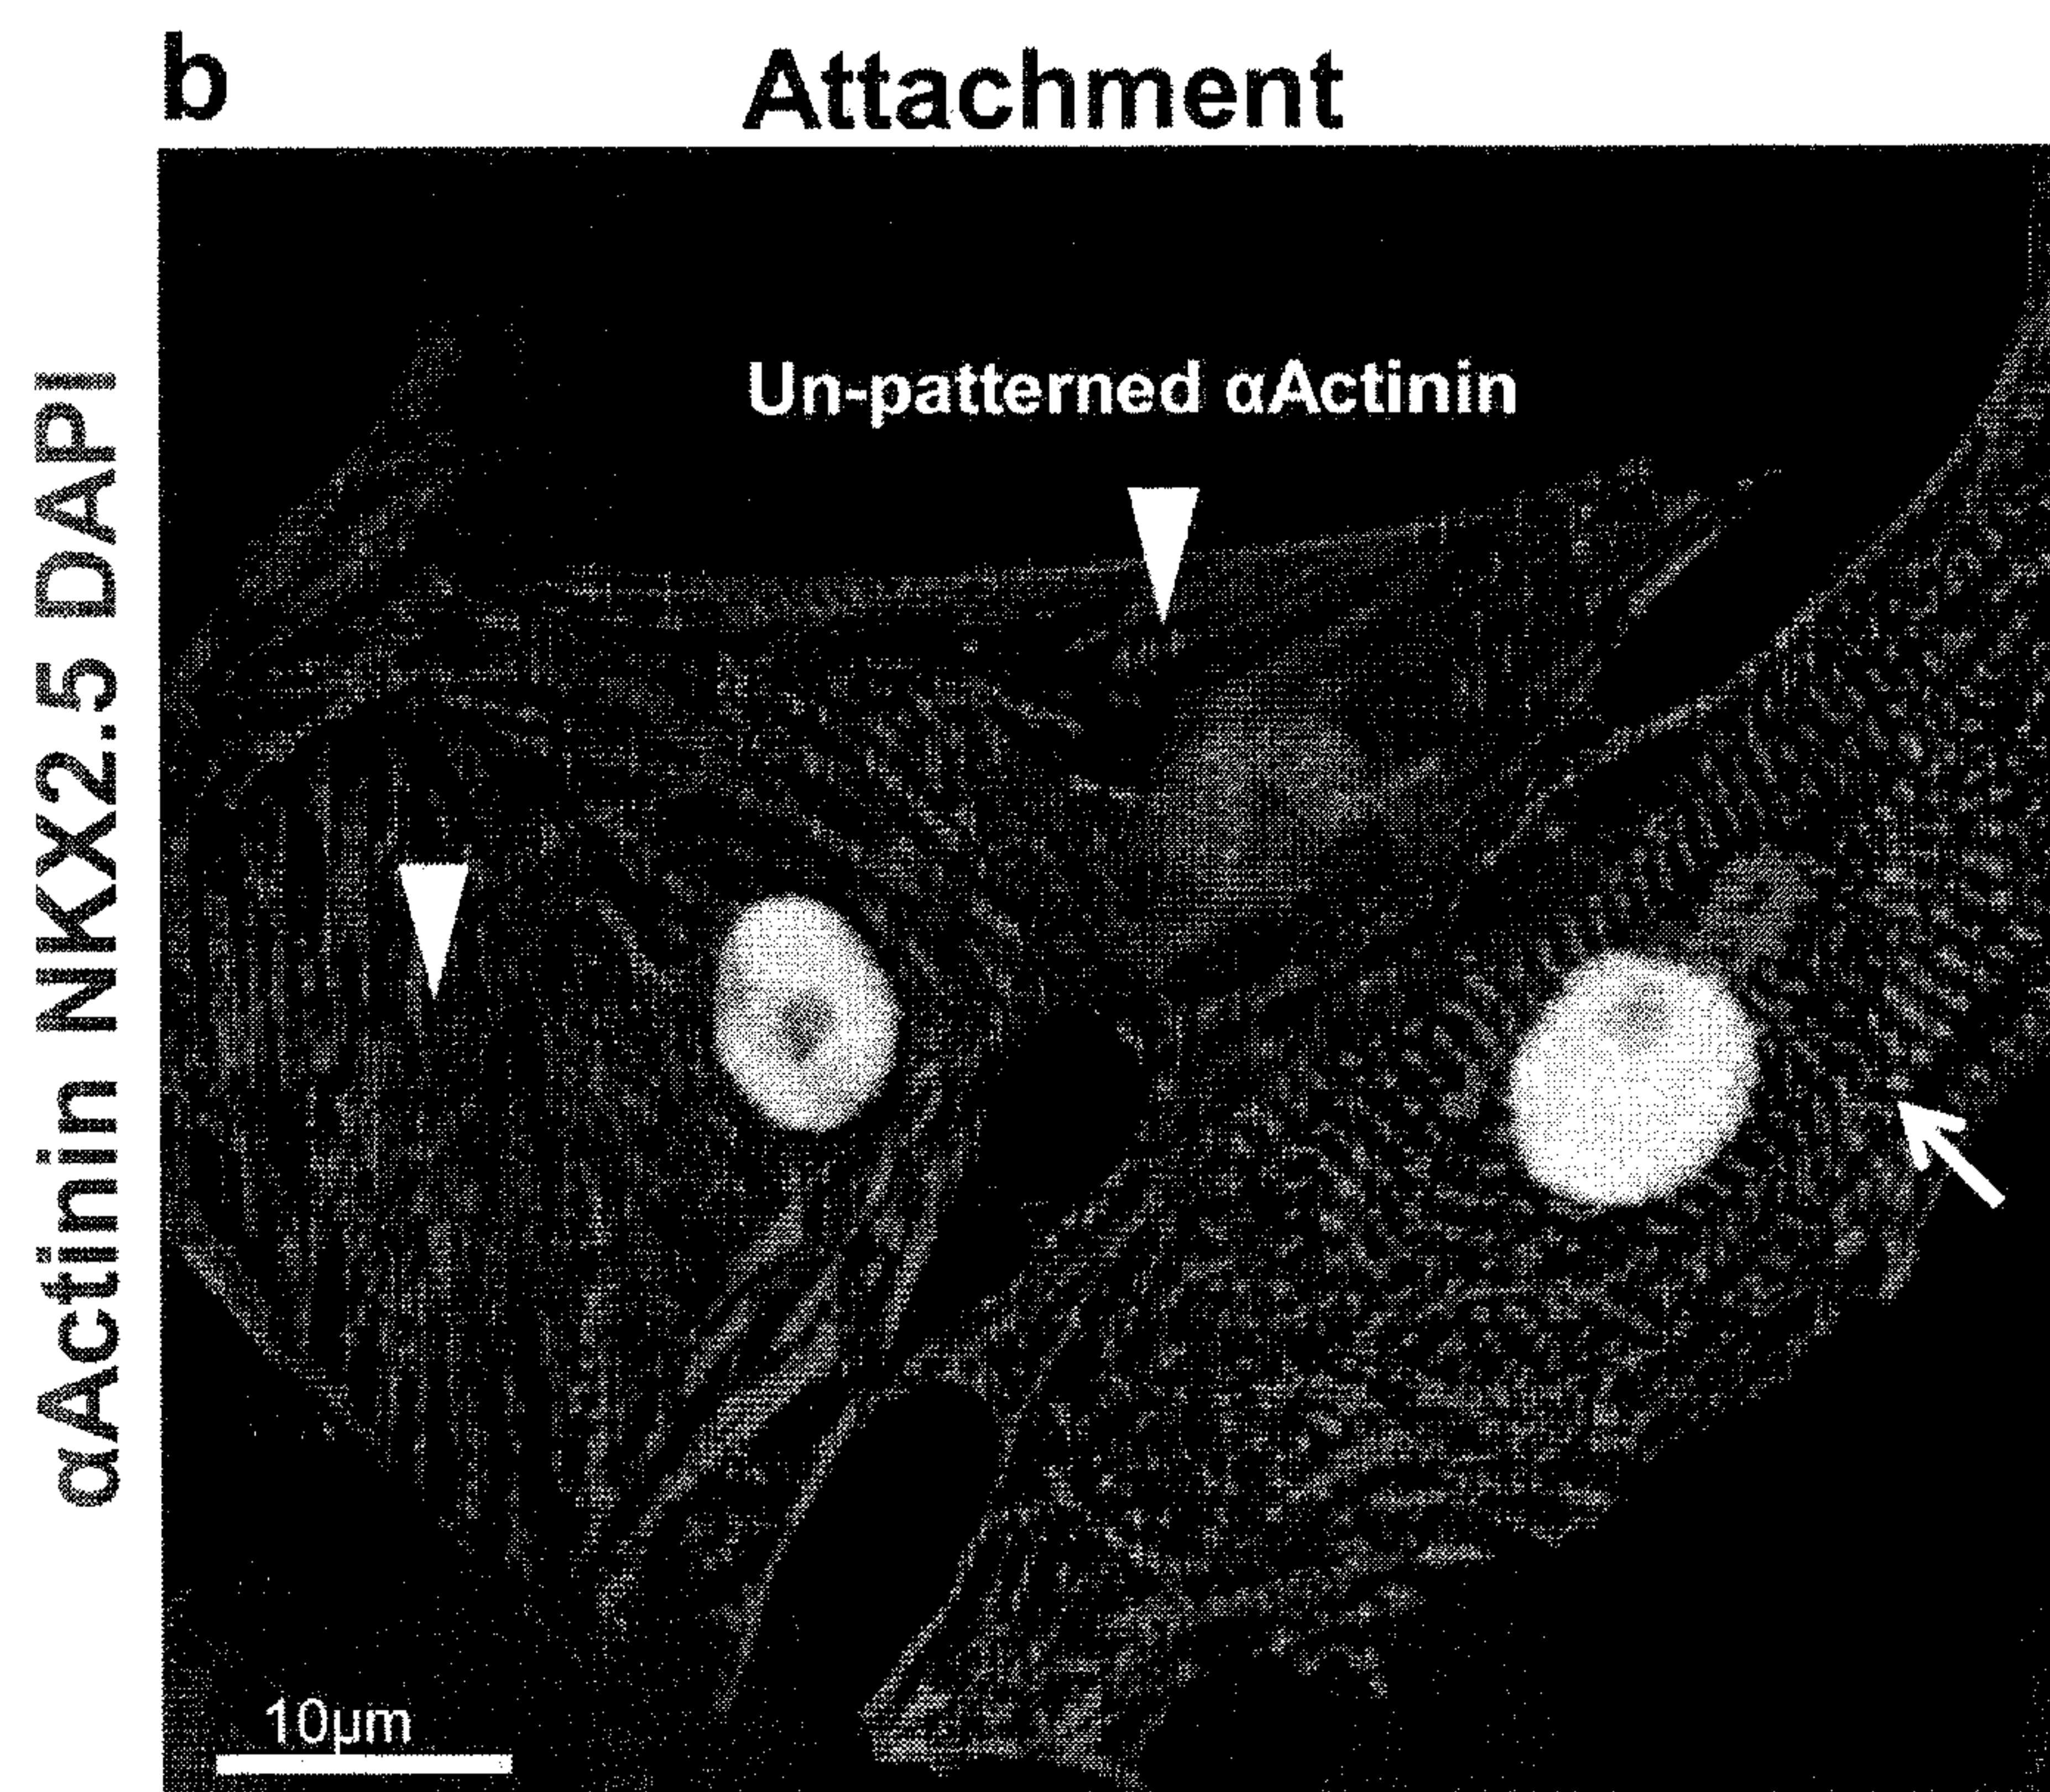 b
Attachment
αActinin NKX2.5 DAPI
Un-patterned αActinin
10μm